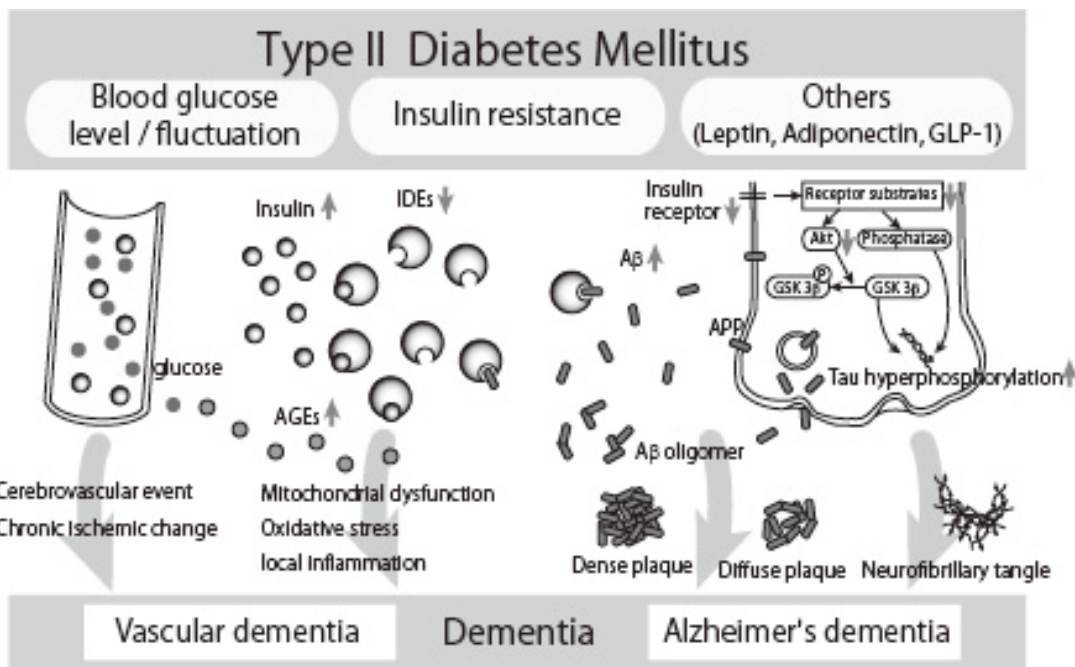 Type II Diabetes Mellitus
Blood glucose
level / fluctuation
Insulin resistance
Others
(Leptin, Adiponectin, GLP-1)
Insulin
IDEs
Insulin
receptor
Receptor substrates
Akt
Phosphatase
Aβ
P
GSK 3β
GSK 3β
APP
glucose
Tau hyperphosphorylation
AGEs
Aβ oligomer
Cerebrovascular event
Chronic ischemic change
Mitochondrial dysfunction
Oxidative stress
local inflammation
Dense plaque
Diffuse plaque
Neurofibrillary tangle
Vascular dementia
Dementia
Alzheimer's dementia